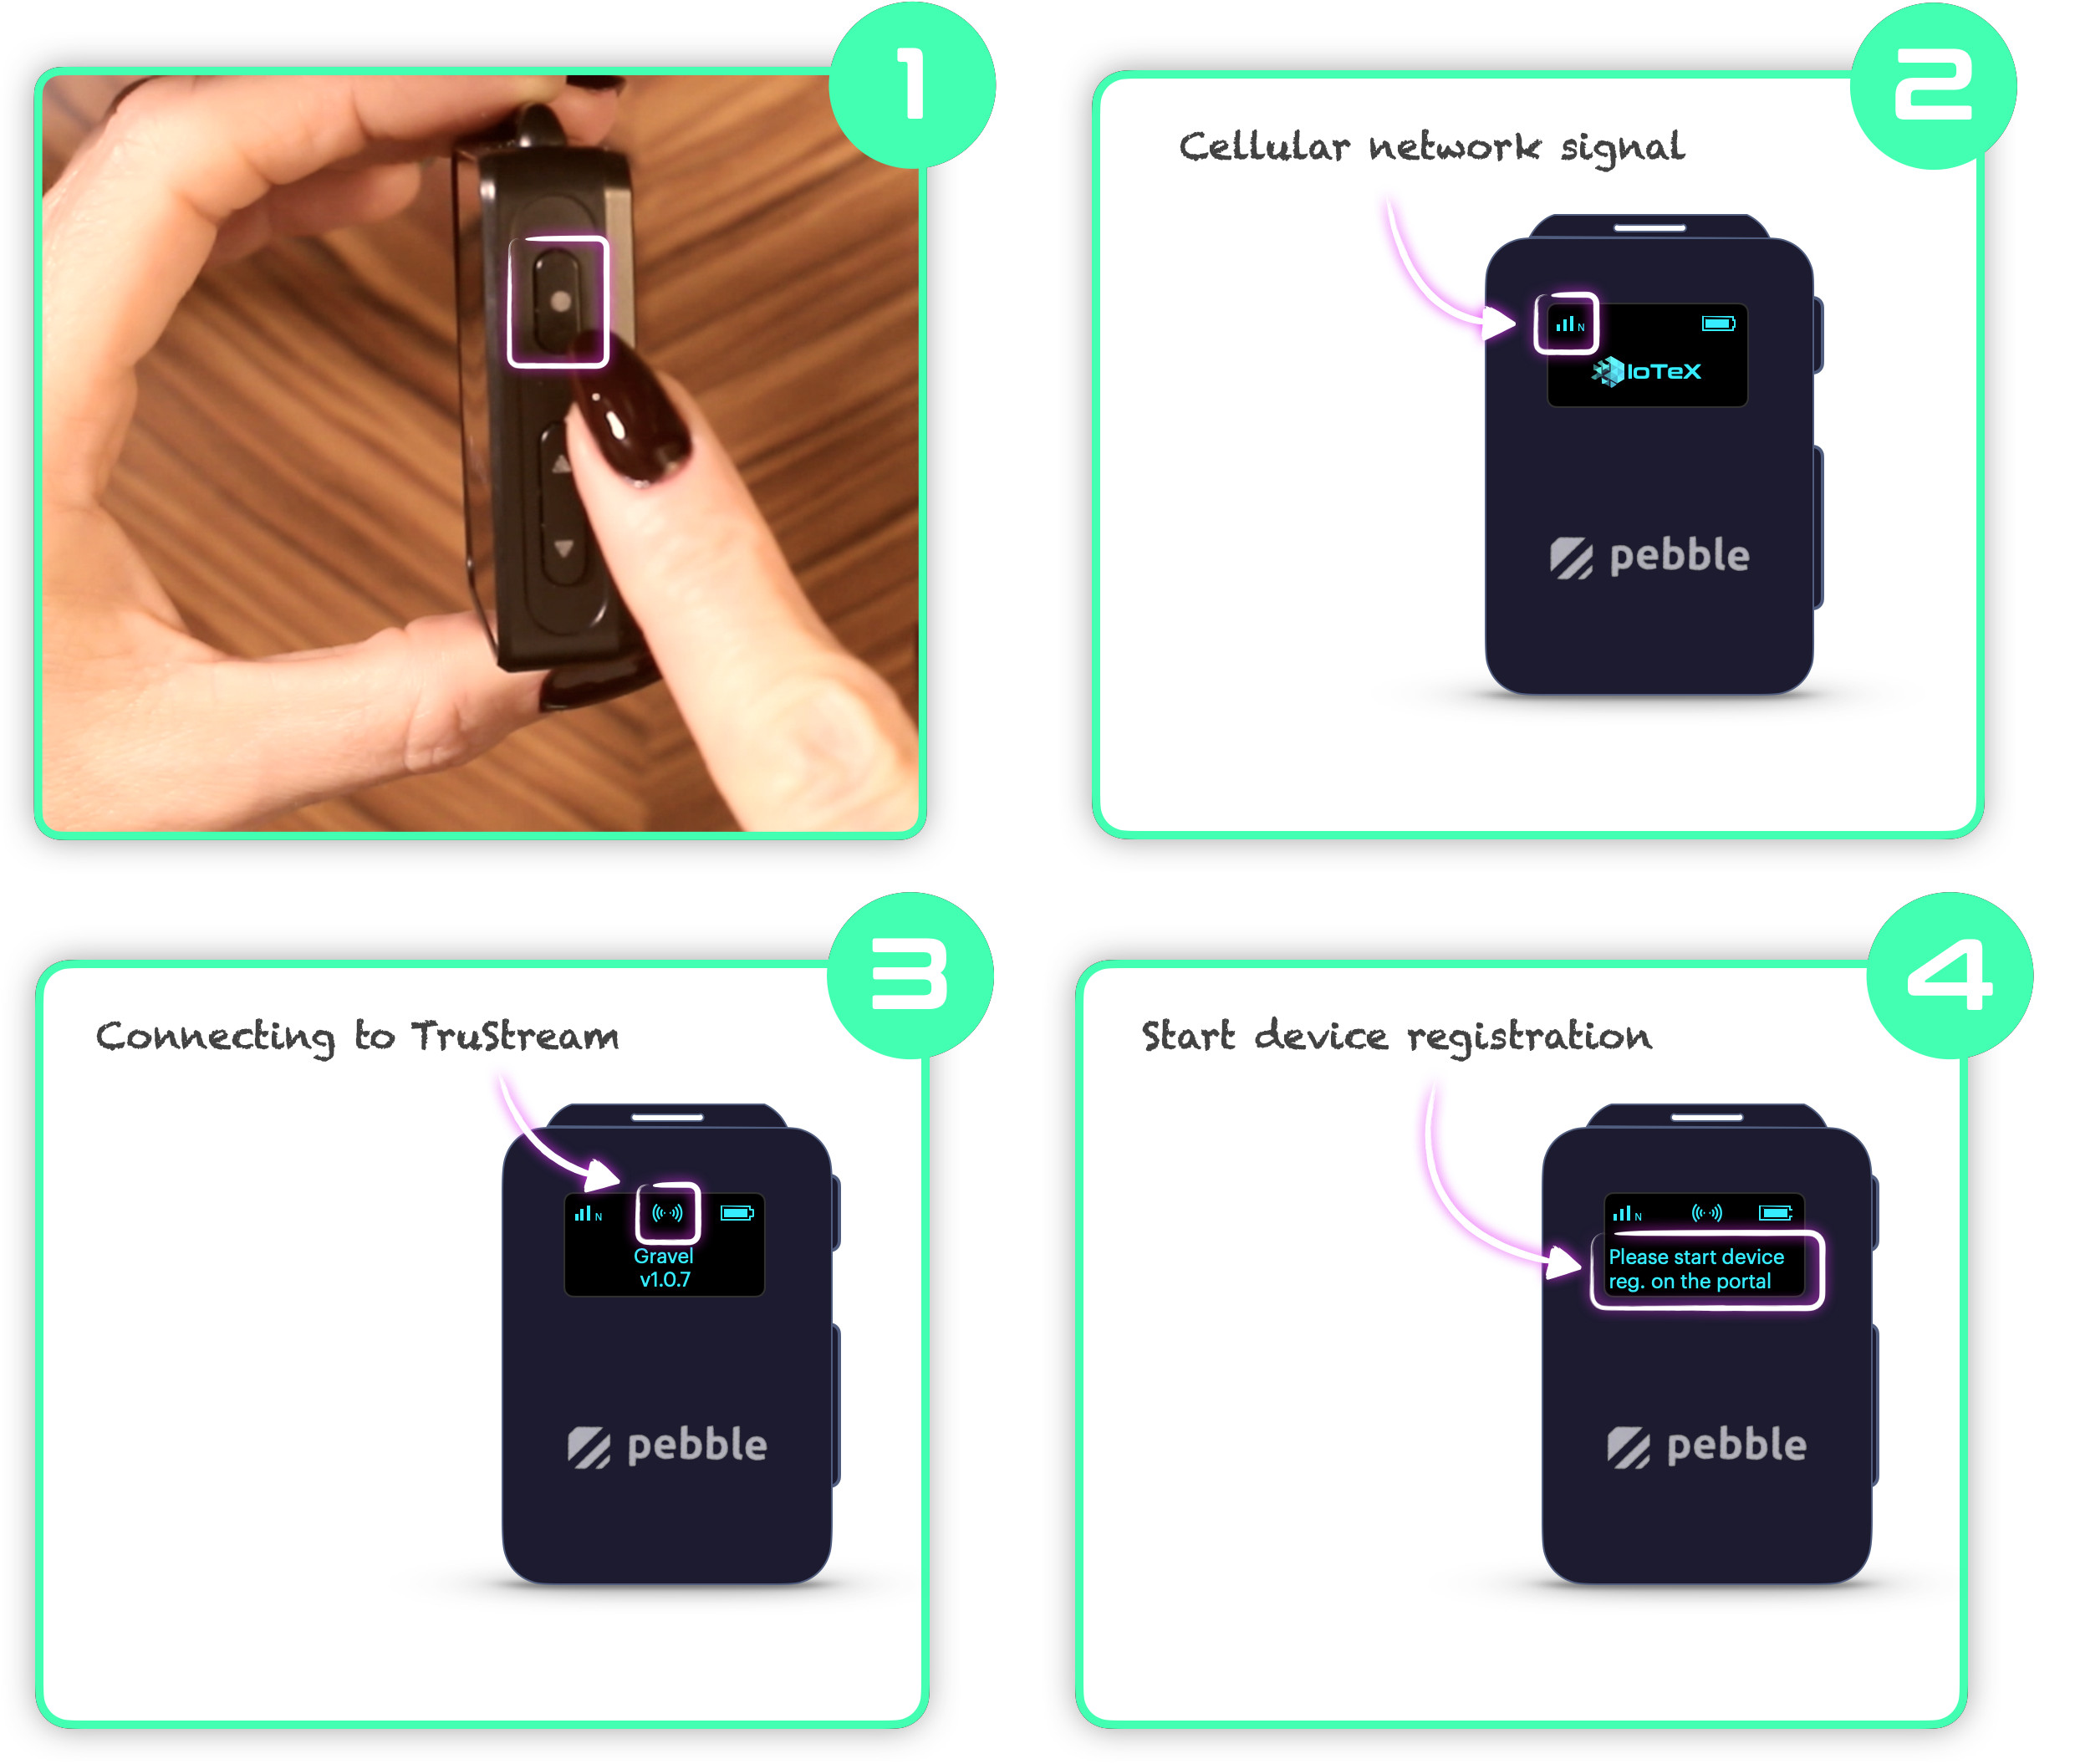 1
2
Cellular network signal
N
IoTeX
pebble
3
Connecting to TruStream
N
Gravel
v1.0.7
pebble
4
Start device registration
N
Please start device
reg. on the portal
pebble